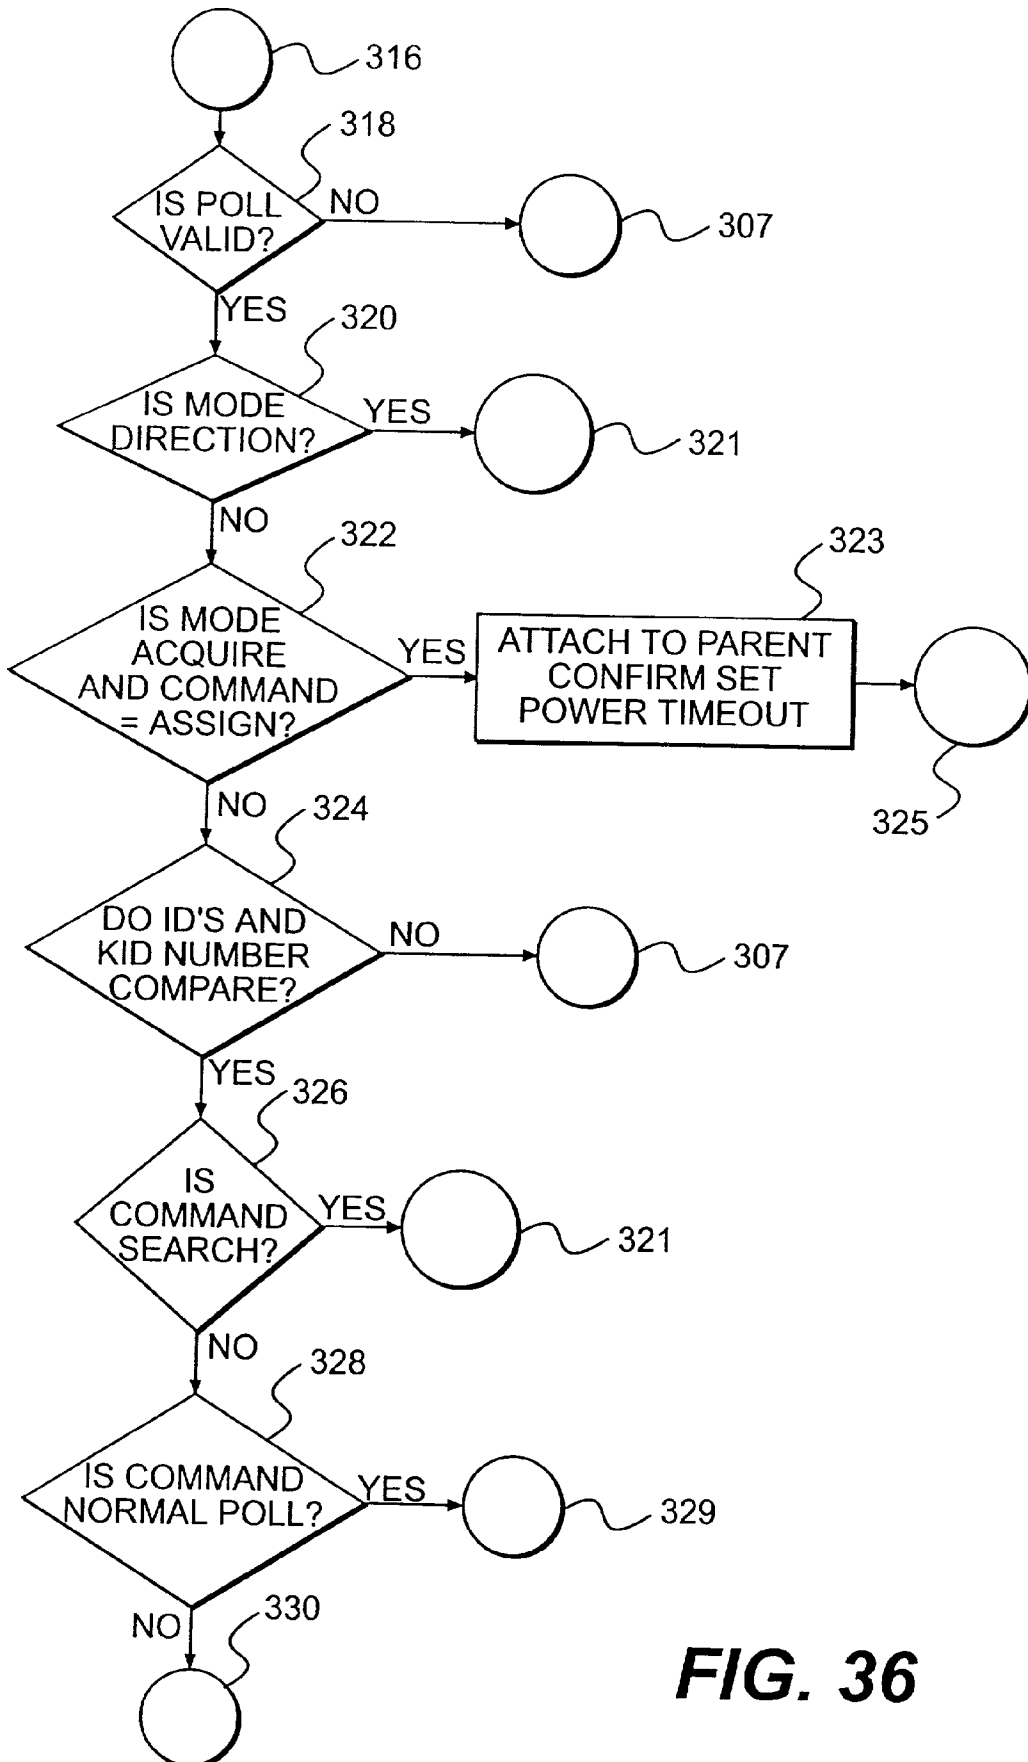 316
318
IS POLL
VALID?
NO
307
YES
320
IS MODE
DIRECTION?
YES
321
NO
322
IS MODE
ACQUIRE
AND COMMAND
= ASSIGN?
YES
323
ATTACH TO PARENT
CONFIRM SET
POWER TIMEOUT
325
NO
324
DO ID'S AND
KID NUMBER
COMPARE?
NO
307
YES
326
IS
COMMAND
SEARCH?
YES
321
NO
328
IS COMMAND
NORMAL POLL?
YES
329
NO
330
FIG. 36